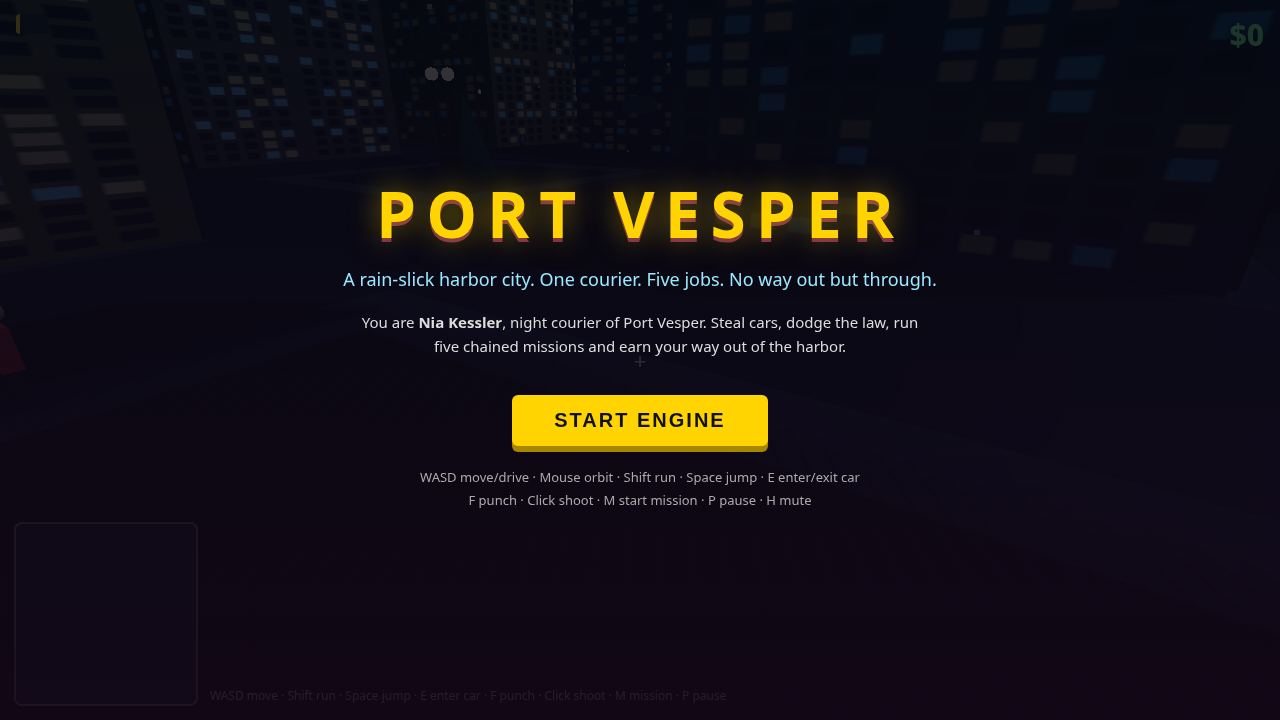 $0
PORT VESPER
A rain-slick harbor city. One courier. Five jobs. No way out but through.
You are Nia Kessler, night courier of Port Vesper. Steal cars, dodge the law, run
five chained missions and earn your way out of the harbor.
START ENGINE
WASD move/drive · Mouse orbit · Shift run · Space jump · E enter/exit car
F punch · Click shoot · M start mission · P pause · H mute
WASD move · Shift run · Space jump · E enter car · F punch · Click shoot · M mission · P pause